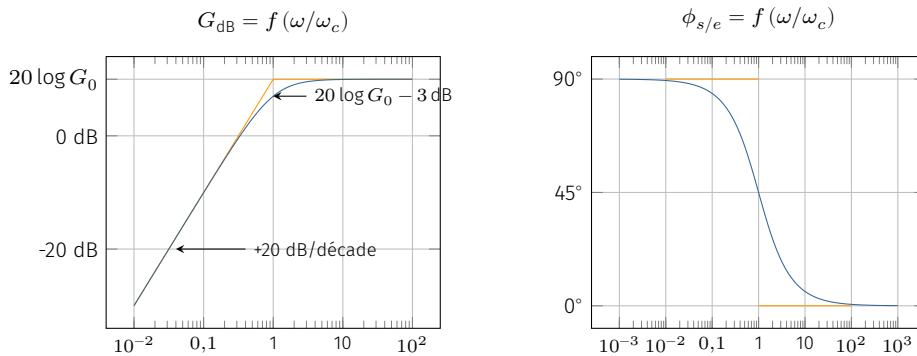 G_dB = f (ω/ω_c)
20 log G_0
20 log G_0 − 3 dB
0 dB
-20 dB
+20 dB/décade
10^−2 0,1 1 10 10^2
ϕ_s/e = f (ω/ω_c)
90°
45°
0°
10^−3 10^−2 0,1 1 10 10^2 10^3